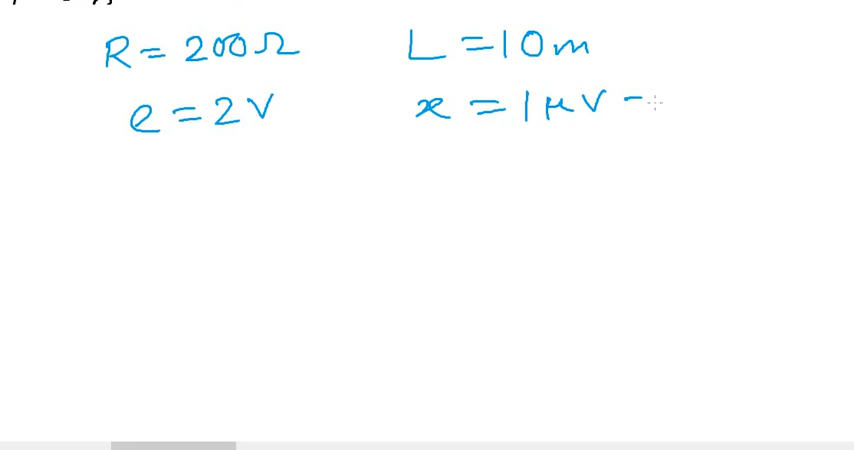 R = 200Ω L = 10m
e = 2V x = 1μV -